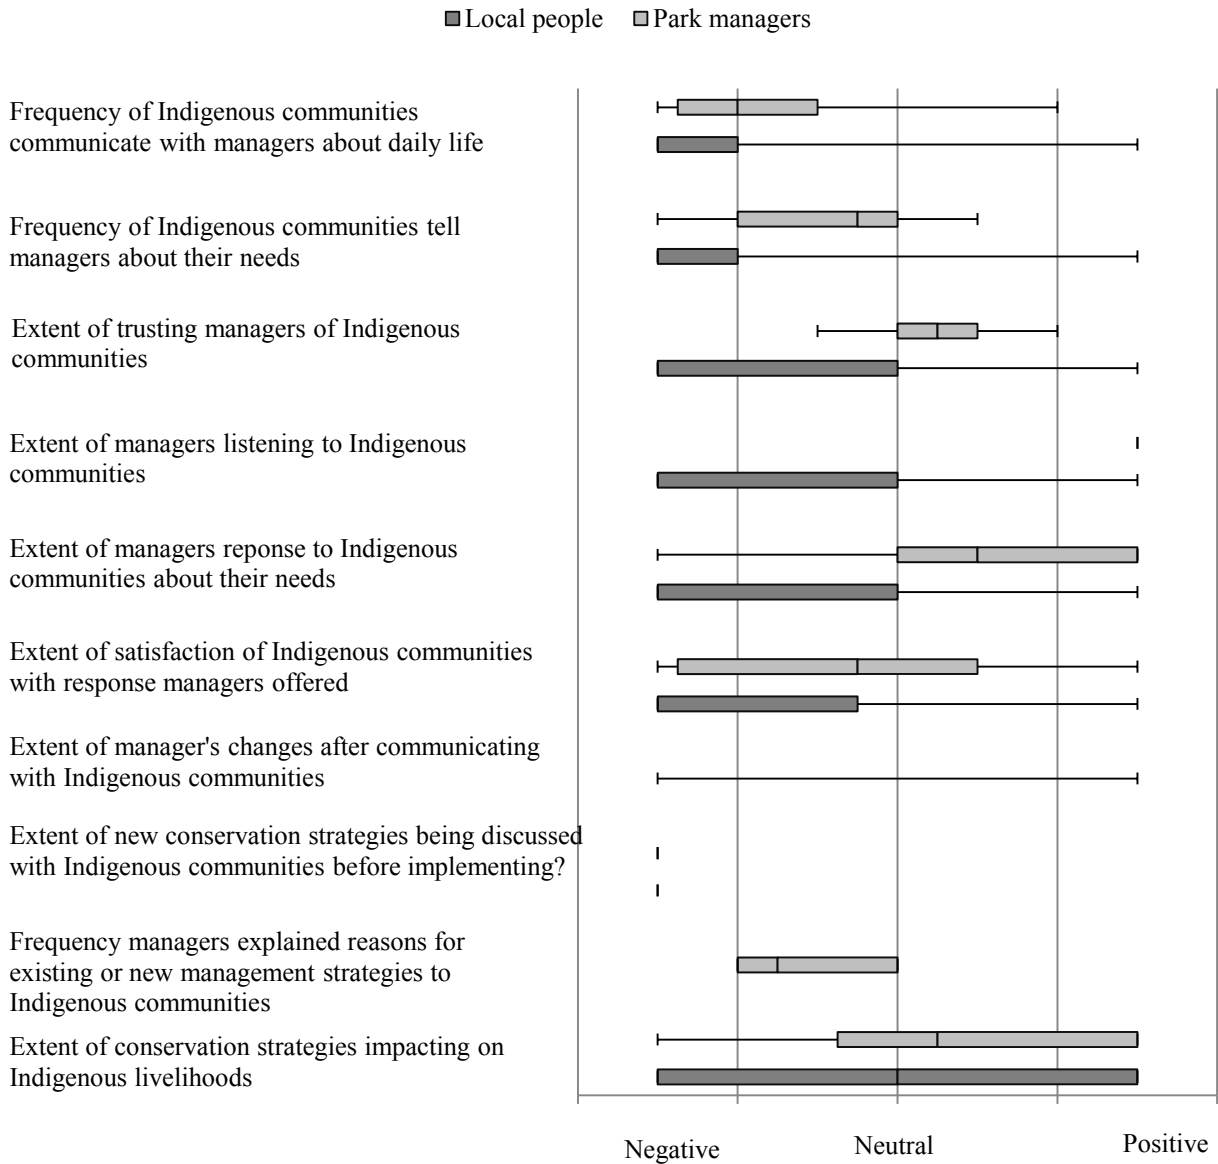 Local people Park managers
Frequency of Indigenous communities
communicate with managers about daily life
Frequency of Indigenous communities tell
managers about their needs
Extent of trusting managers of Indigenous
communities
Extent of managers listening to Indigenous
communities
Extent of managers reponse to Indigenous
communities about their needs
Extent of satisfaction of Indigenous communities
with response managers offered
Extent of manager's changes after communicating
with Indigenous communities
Extent of new conservation strategies being discussed
with Indigenous communities before implementing?
Frequency managers explained reasons for
existing or new management strategies to
Indigenous communities
Extent of conservation strategies impacting on
Indigenous livelihoods
Negative Neutral Positive